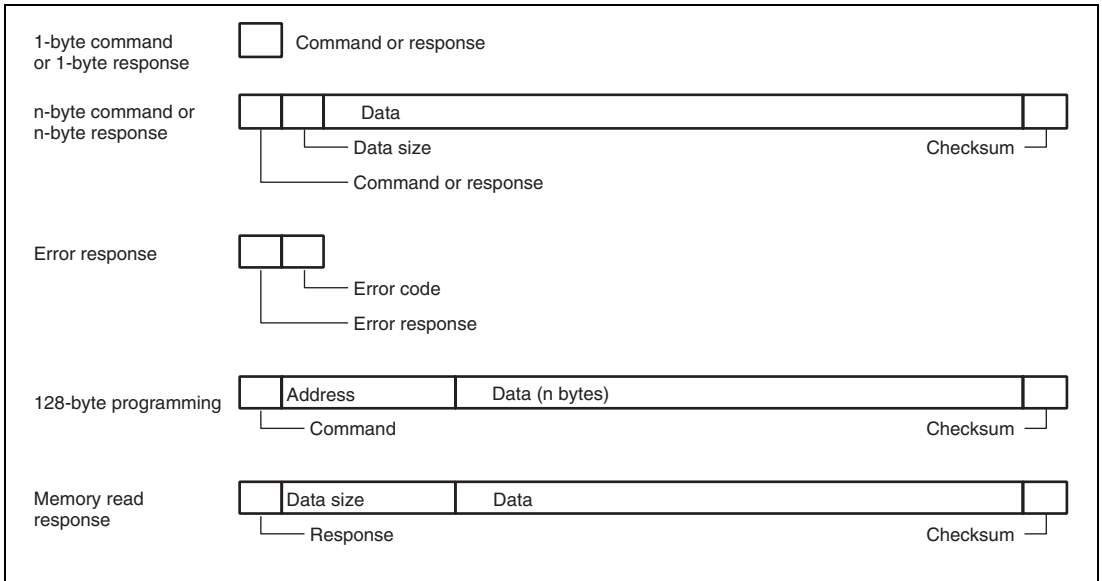 1-byte command
or 1-byte response
Command or response
n-byte command or
n-byte response
Data
Data size
Checksum
Command or response
Error response
Error code
Error response
128-byte programming
Address
Data (n bytes)
Command
Checksum
Memory read
response
Data size
Data
Response
Checksum